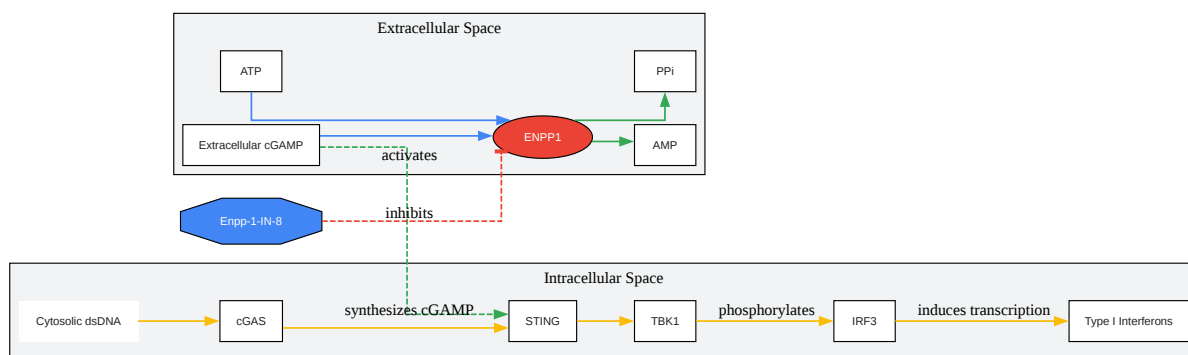 Extracellular Space
ATP
PPi
ENPP1
Extracellular cGAMP
AMP
activates
Enpp-1-IN-8
inhibits
Intracellular Space
Cytosolic dsDNA
cGAS
synthesizes cGAMP
STING
TBK1
phosphorylates
IRF3
induces transcription
Type I Interferons